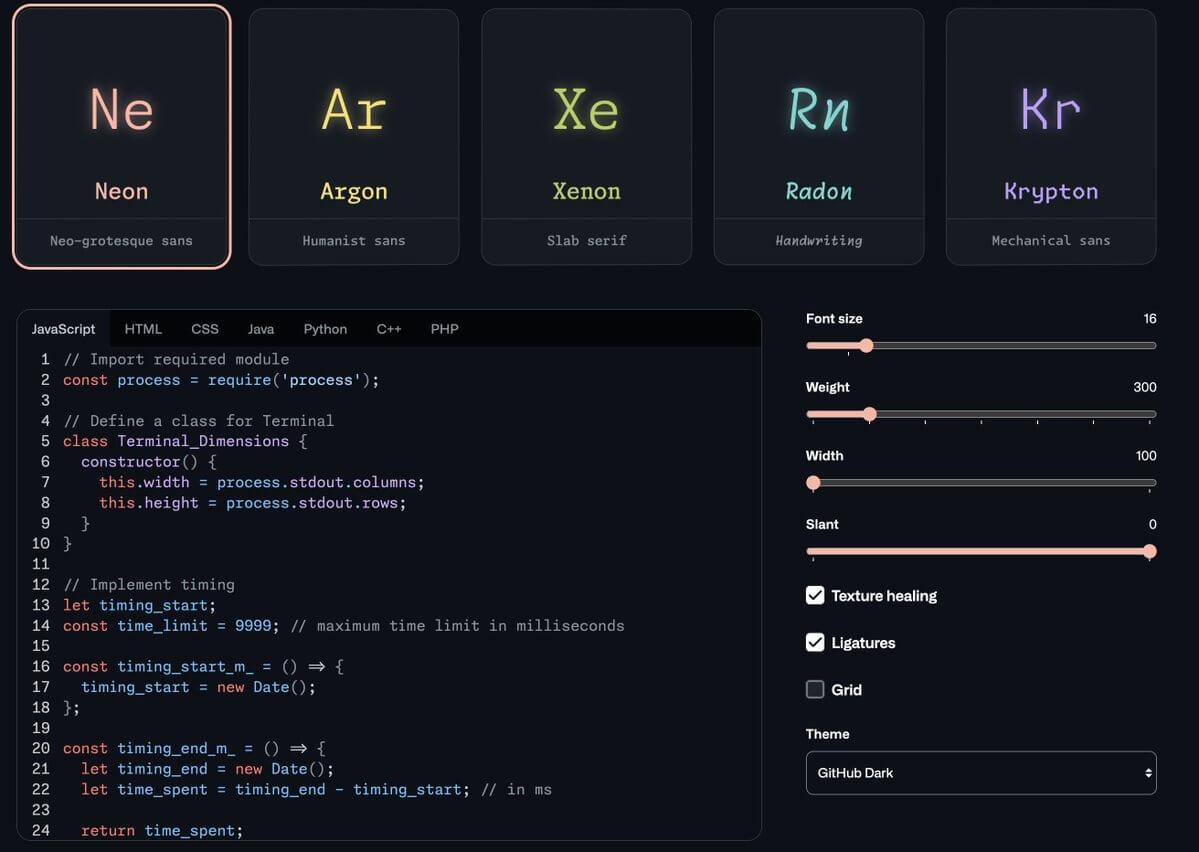 Ne Ar Xe Rn Kr
Neon Argon Xenon Radon Krypton
Neo-grotesque sans Humanist sans Slab serif Handwriting Mechanical sans
JavaScript HTML CSS Java Python C++ PHP
1 // Import required module
2 const process = require('process');
3
4 // Define a class for Terminal
5 class Terminal_Dimensions {
6   constructor() {
7     this.width = process.stdout.columns;
8     this.height = process.stdout.rows;
9   }
10 }
11
12 // Implement timing
13 let timing_start;
14 const time_limit = 9999; // maximum time limit in milliseconds
15
16 const timing_start_m_ = () => {
17   timing_start = new Date();
18 };
19
20 const timing_end_m_ = () => {
21   let timing_end = new Date();
22   let time_spent = timing_end - timing_start; // in ms
23
24   return time_spent;
Font size 16
Weight 300
Width 100
Slant 0
Texture healing
Ligatures
Grid
Theme
GitHub Dark